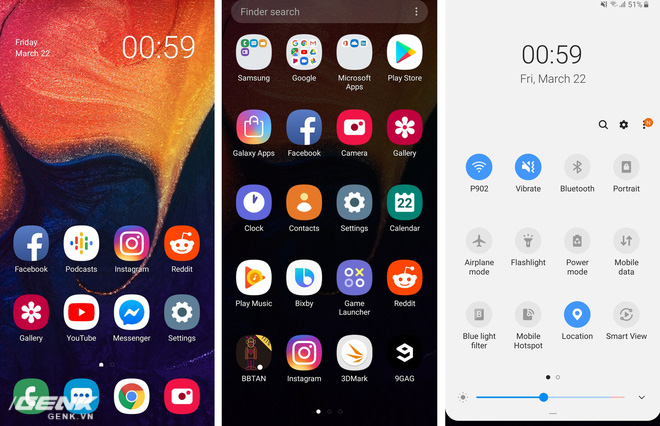 Friday
March 22
00:59
Facebook
Podcasts
Instagram
Reddit
Gallery
YouTube
Messenger
Settings
GENK
GENK.VN
Finder search
Samsung
Google
Microsoft
Apps
Play Store
Galaxy Apps
Facebook
Camera
Gallery
Clock
Contacts
Settings
22
Calendar
Play Music
Bixby
Game
Launcher
Reddit
BBTAN
Instagram
3DMark
9GAG
51%
00:59
Fri, March 22
N
P902
Vibrate
Bluetooth
Portrait
Airplane
mode
Flashlight
Power
mode
Mobile
data
Blue light
filter
Mobile
Hotspot
Location
Smart View